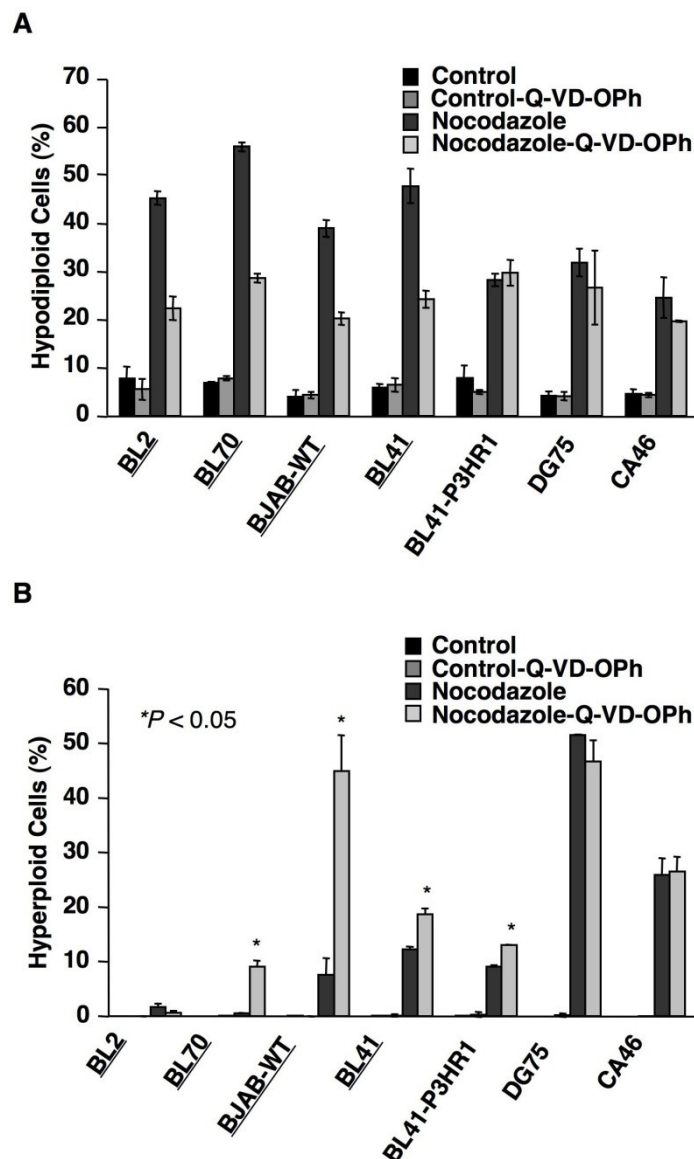 A
Control
Control-Q-VD-OPh
Nocodazole
Nocodazole-Q-VD-OPh
Hypodiploid Cells (%)
70
60
50
40
30
20
10
0
BL2
BL70
BJAB-WT
BL41
BL41-P3HR1
DG75
CA46
B
Control
Control-Q-VD-OPh
Nocodazole
Nocodazole-Q-VD-OPh
*P < 0.05
Hyperploid Cells (%)
60
50
40
30
20
10
0
*
*
*
*
BL2
BL70
BJAB-WT
BL41
BL41-P3HR1
DG75
CA46